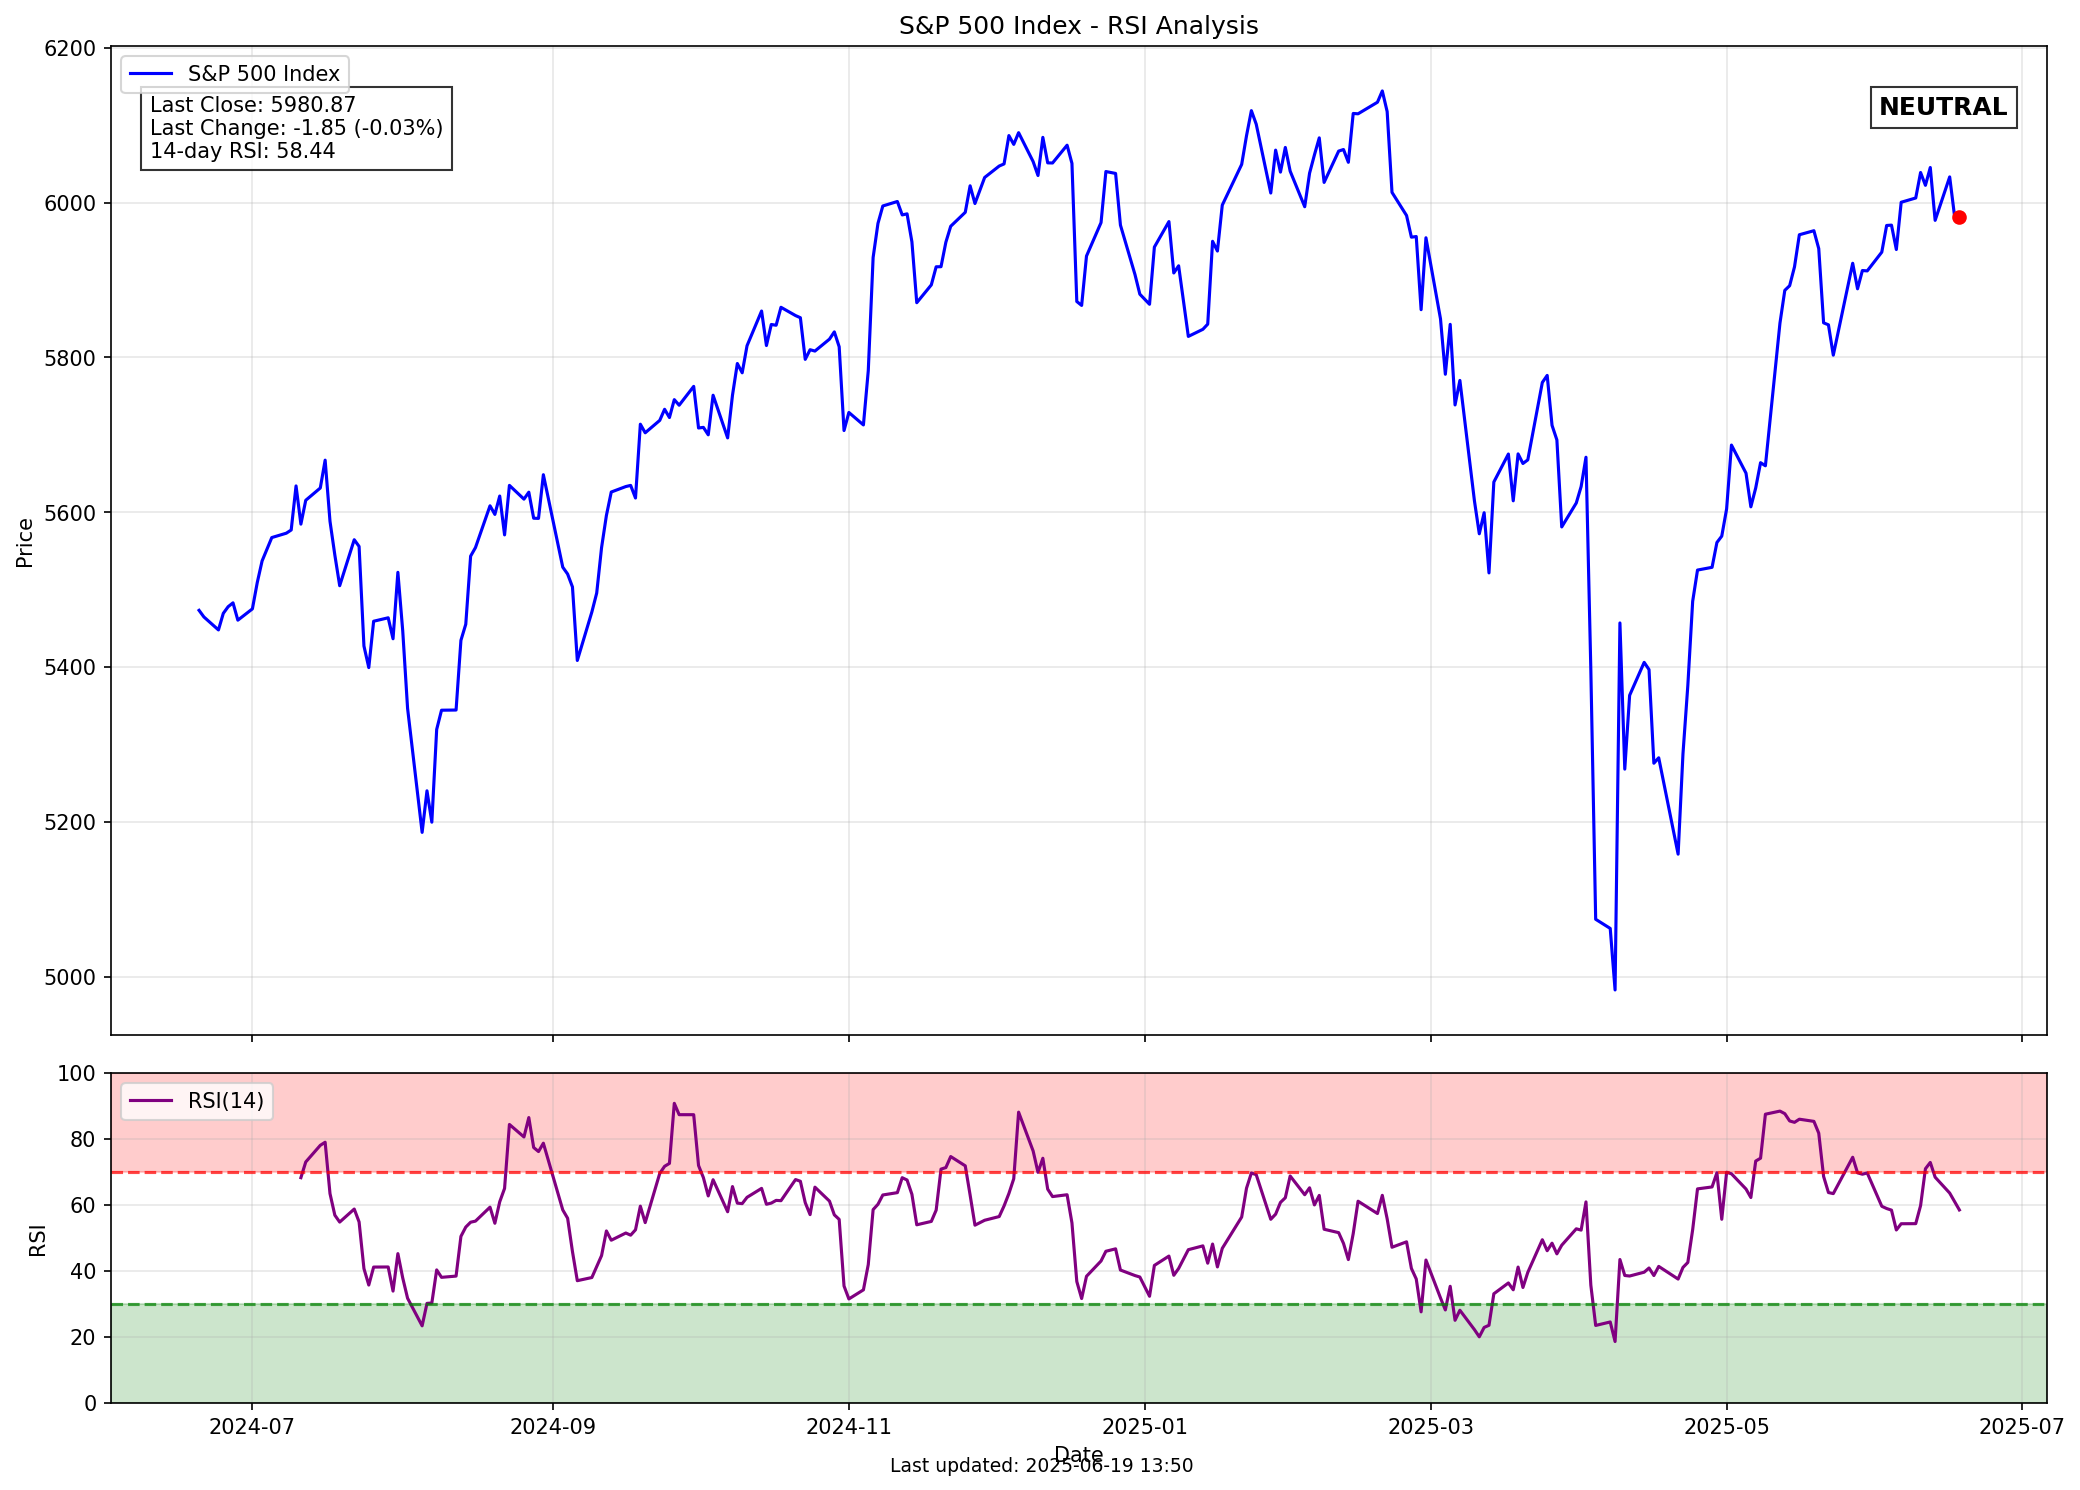 S&P 500 Index - RSI Analysis
6200
6000
5800
5600
5400
5200
5000
Price
S&P 500 Index
Last Close: 5980.87
Last Change: -1.85 (-0.03%)
14-day RSI: 58.44
NEUTRAL
100
80
60
40
20
0
RSI
RSI(14)
2024-07
2024-09
2024-11
2025-01
2025-03
2025-05
2025-07
Date
Last updated: 2025-06-19 13:50